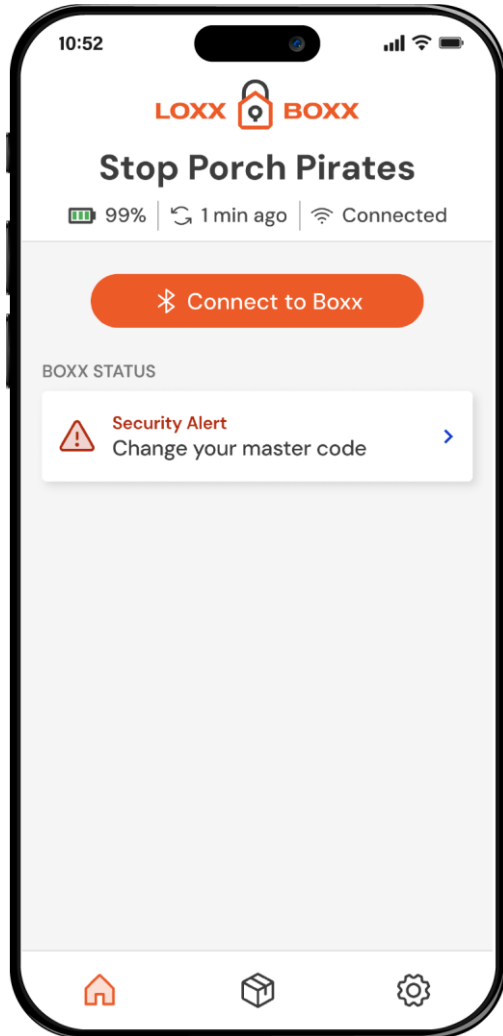 10:52
LOXX BOXX
Stop Porch Pirates
99% 1 min ago Connected
Connect to Boxx
BOXX STATUS
Security Alert
Change your master code